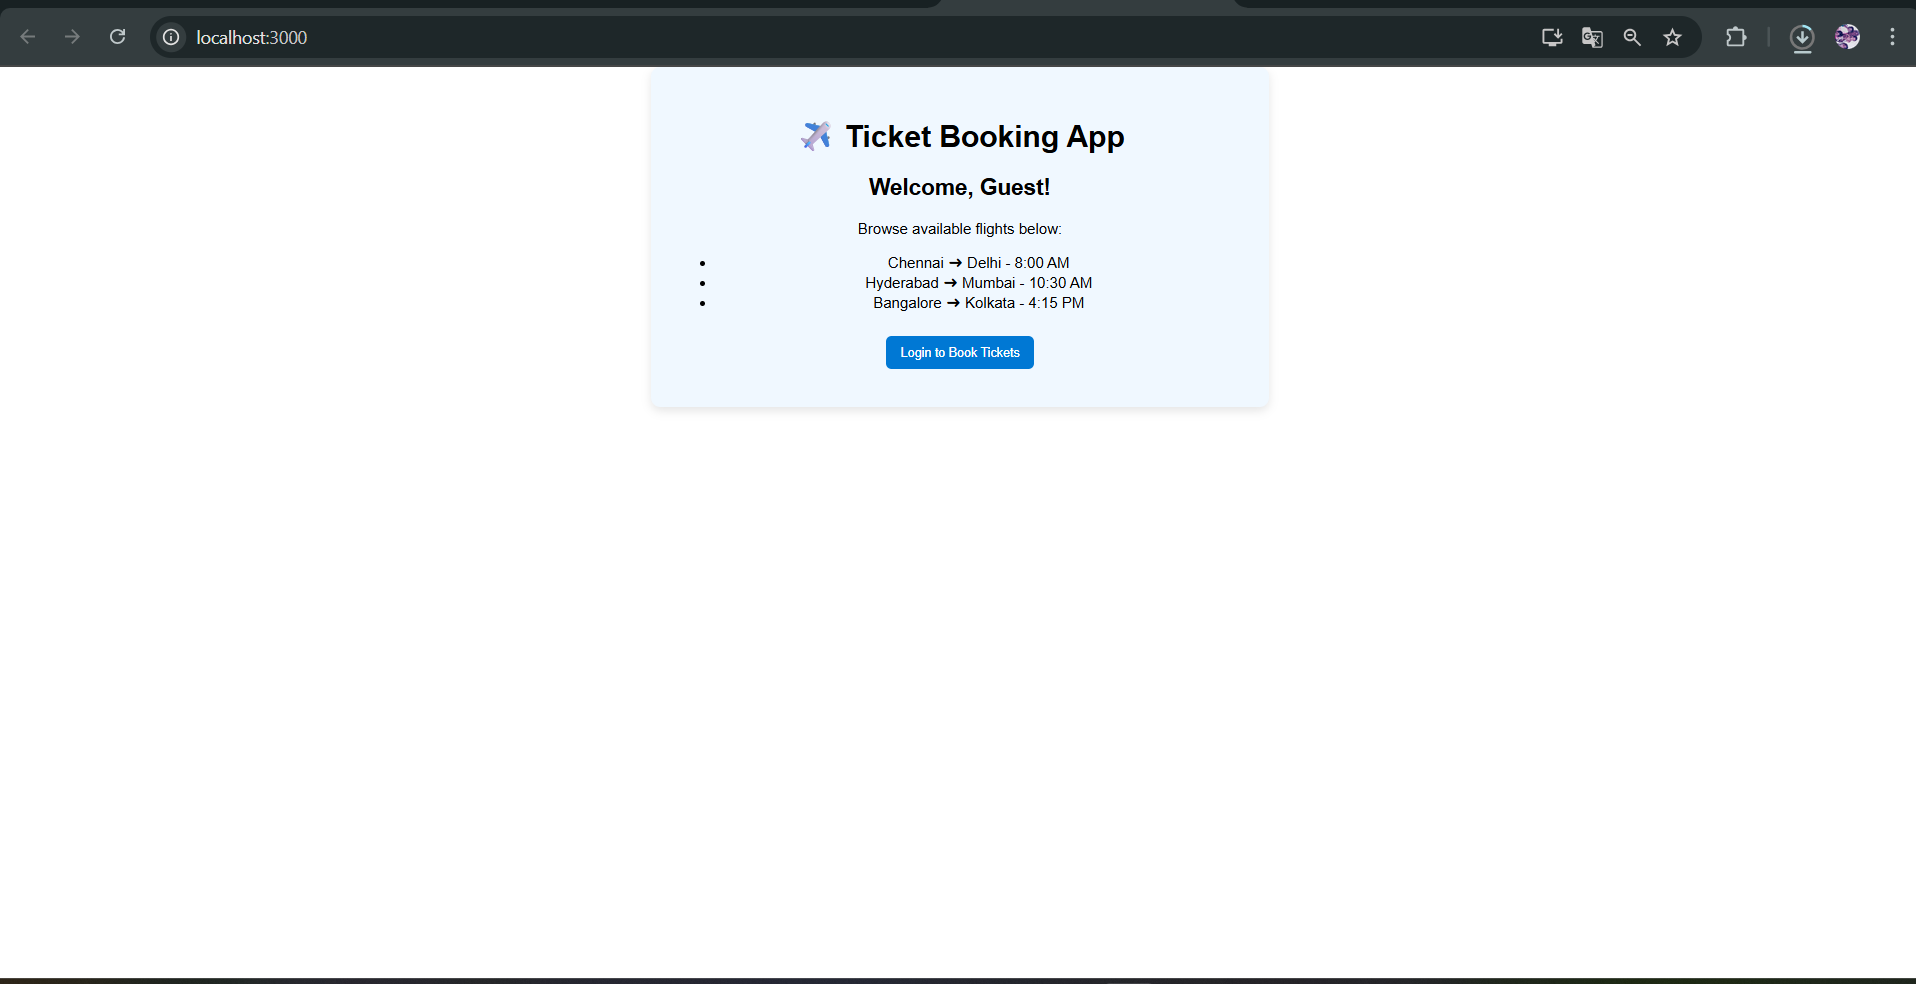 localhost:3000
Ticket Booking App
Welcome, Guest!
Browse available flights below:
• Chennai ➜ Delhi - 8:00 AM
• Hyderabad ➜ Mumbai - 10:30 AM
• Bangalore ➜ Kolkata - 4:15 PM
Login to Book Tickets